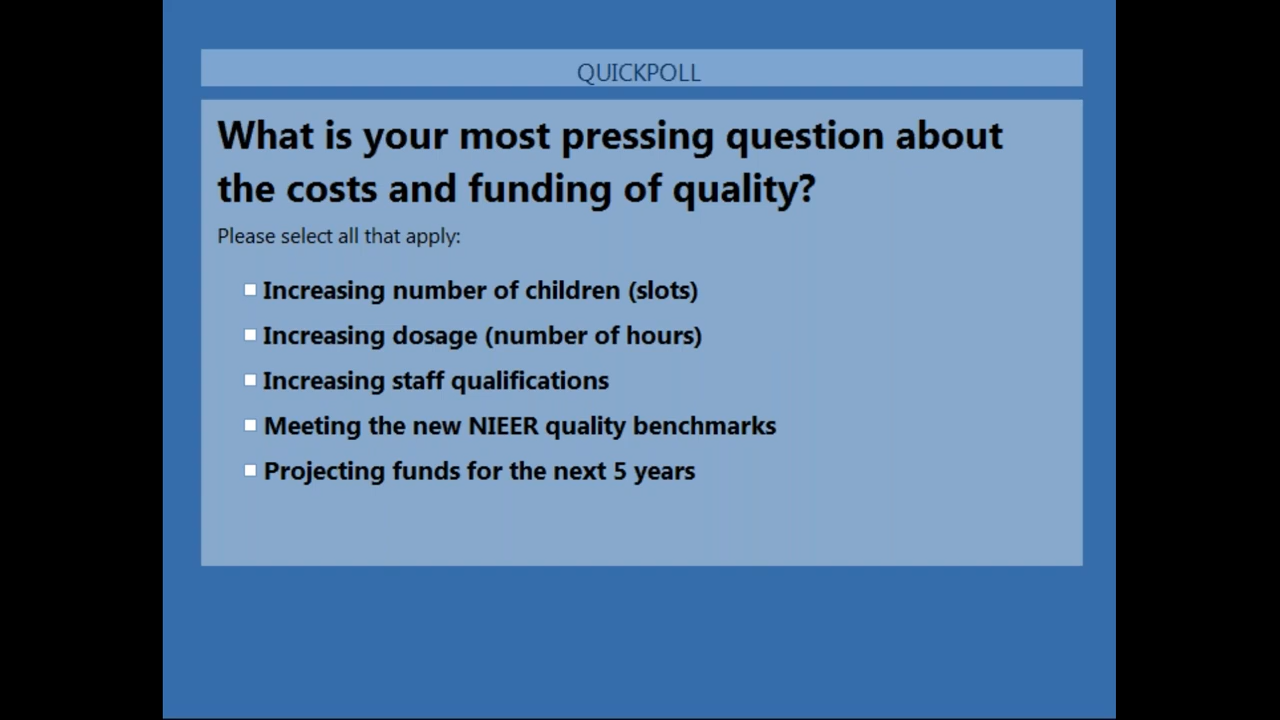 QUICKPOLL
What is your most pressing question about
the costs and funding of quality?
Please select all that apply:
Increasing number of children (slots)
Increasing dosage (number of hours)
Increasing staff qualifications
Meeting the new NIEER quality benchmarks
Projecting funds for the next 5 years